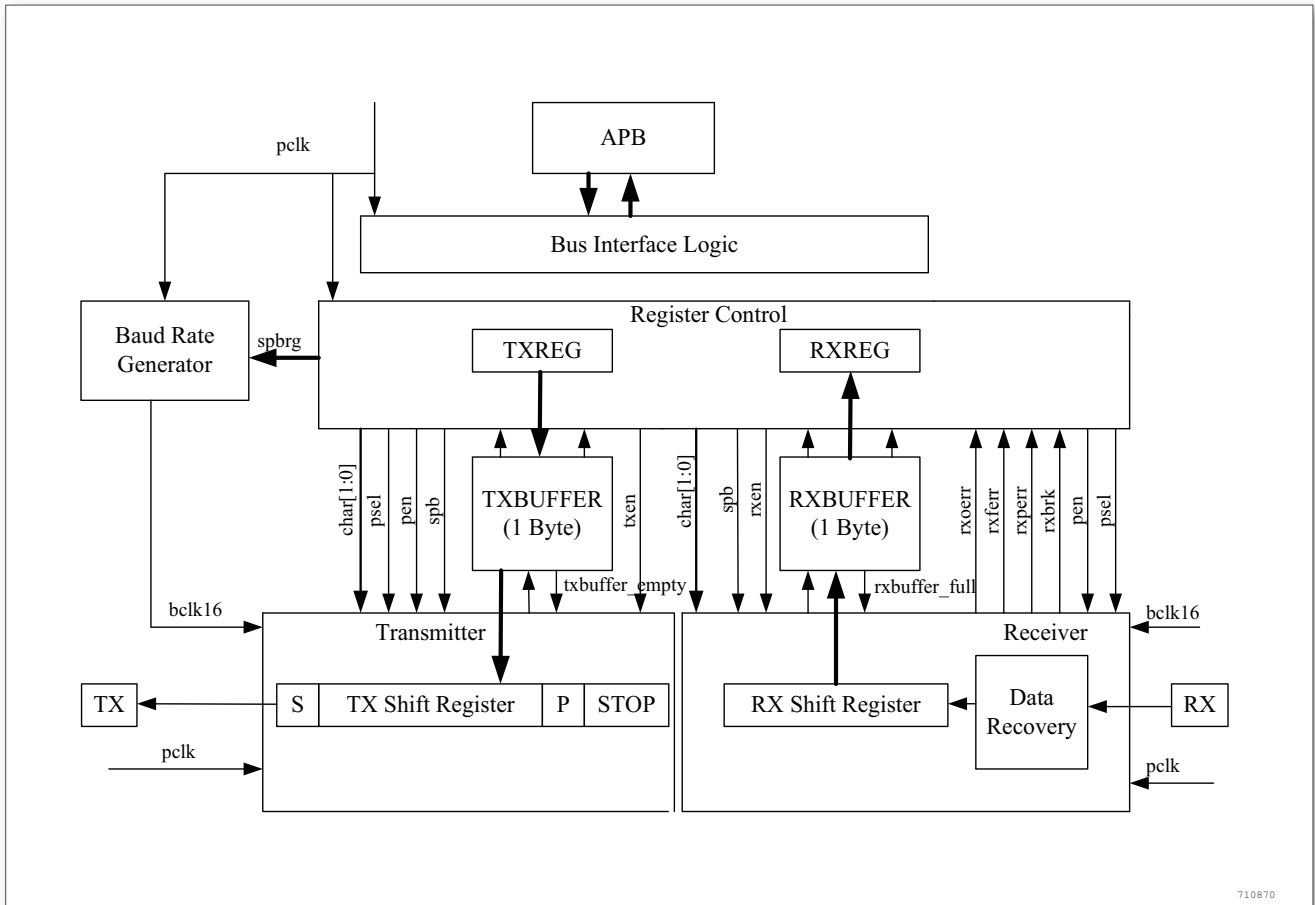 pclk
APB
Bus Interface Logic
Register Control
Baud Rate
Generator
spbrg
TXREG
RXREG
char[1:0]
psel
pen
spb
TXBUFFER
(1 Byte)
txen
char[1:0]
spb
rxen
RXBUFFER
(1 Byte)
rxoerr
rxferr
rxperr
rxbrk
pen
psel
txbuffer_empty
rxbuffer_full
bclk16
Transmitter
Receiver
bclk16
TX
S
TX Shift Register
P
STOP
RX Shift Register
Data
Recovery
RX
pclk
pclk
710870